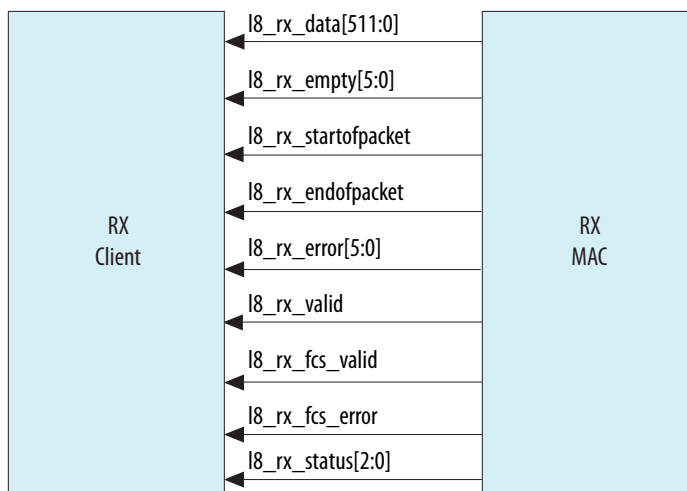 l8_rx_data[511:0]
l8_rx_empty[5:0]
l8_rx_startofpacket
l8_rx_endofpacket
RX
Client
RX
MAC
l8_rx_error[5:0]
l8_rx_valid
l8_rx_fcs_valid
l8_rx_fcs_error
l8_rx_status[2:0]